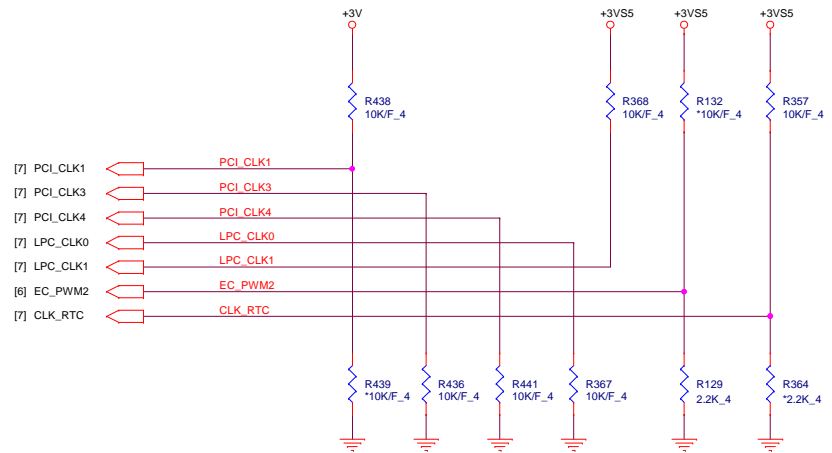 +3V
+3VS5
+3VS5
+3VS5
R438
10K/F_4
R368
10K/F_4
R132
*10K/F_4
R357
10K/F_4
[7] PCI_CLK1
PCI_CLK1
[7] PCI_CLK3
PCI_CLK3
[7] PCI_CLK4
PCI_CLK4
[7] LPC_CLK0
LPC_CLK0
[7] LPC_CLK1
LPC_CLK1
[6] EC_PWM2
EC_PWM2
[7] CLK_RTC
CLK_RTC
R439
*10K/F_4
R436
10K/F_4
R441
10K/F_4
R367
10K/F_4
R129
2.2K_4
R364
*2.2K_4